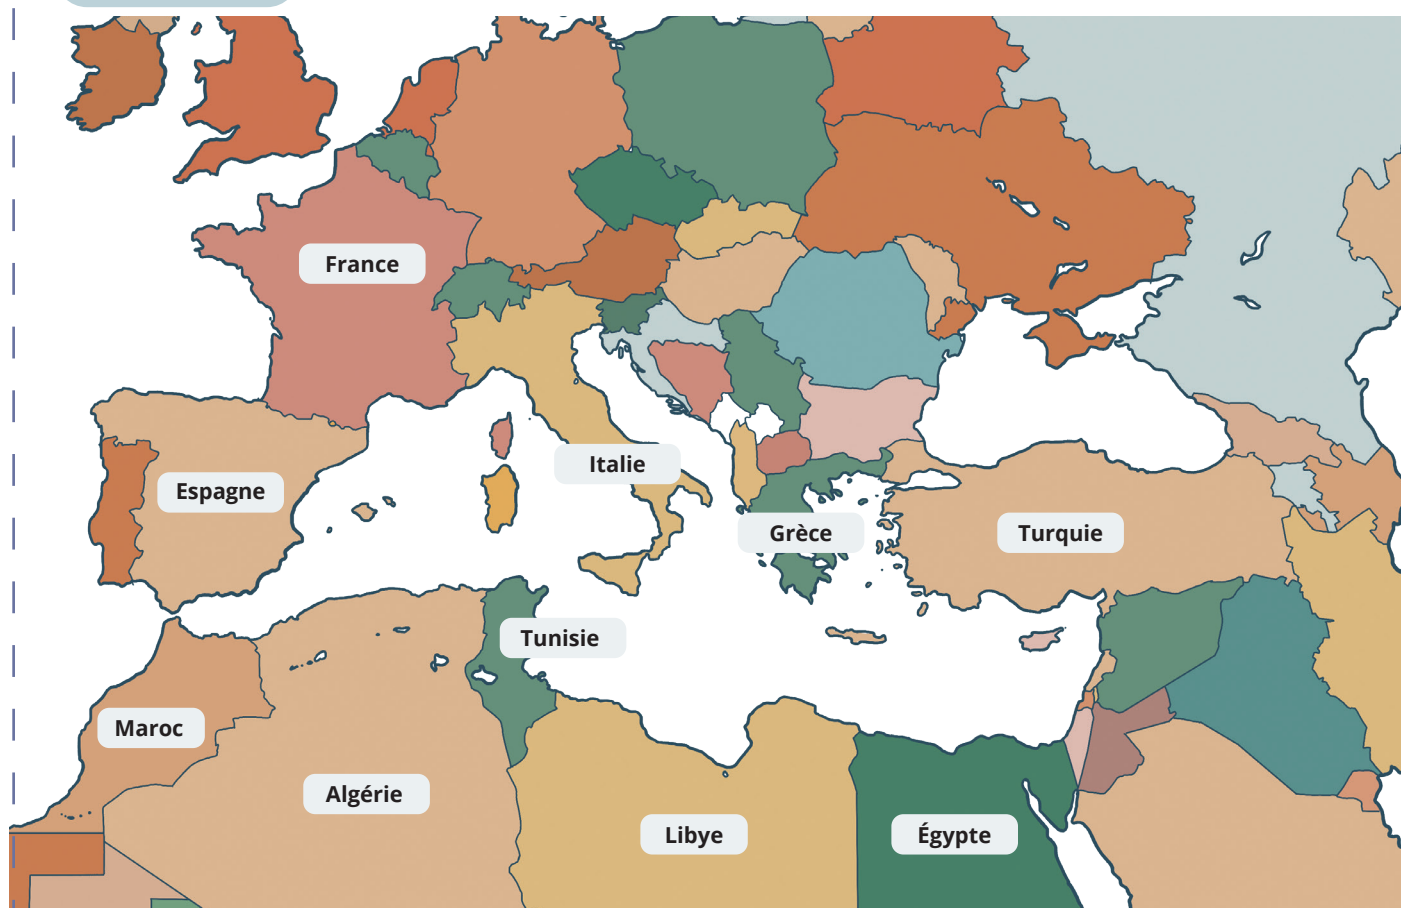 France
Italie
Espagne
Grèce
Turquie
Tunisie
Maroc
Algérie
Libye
Égypte